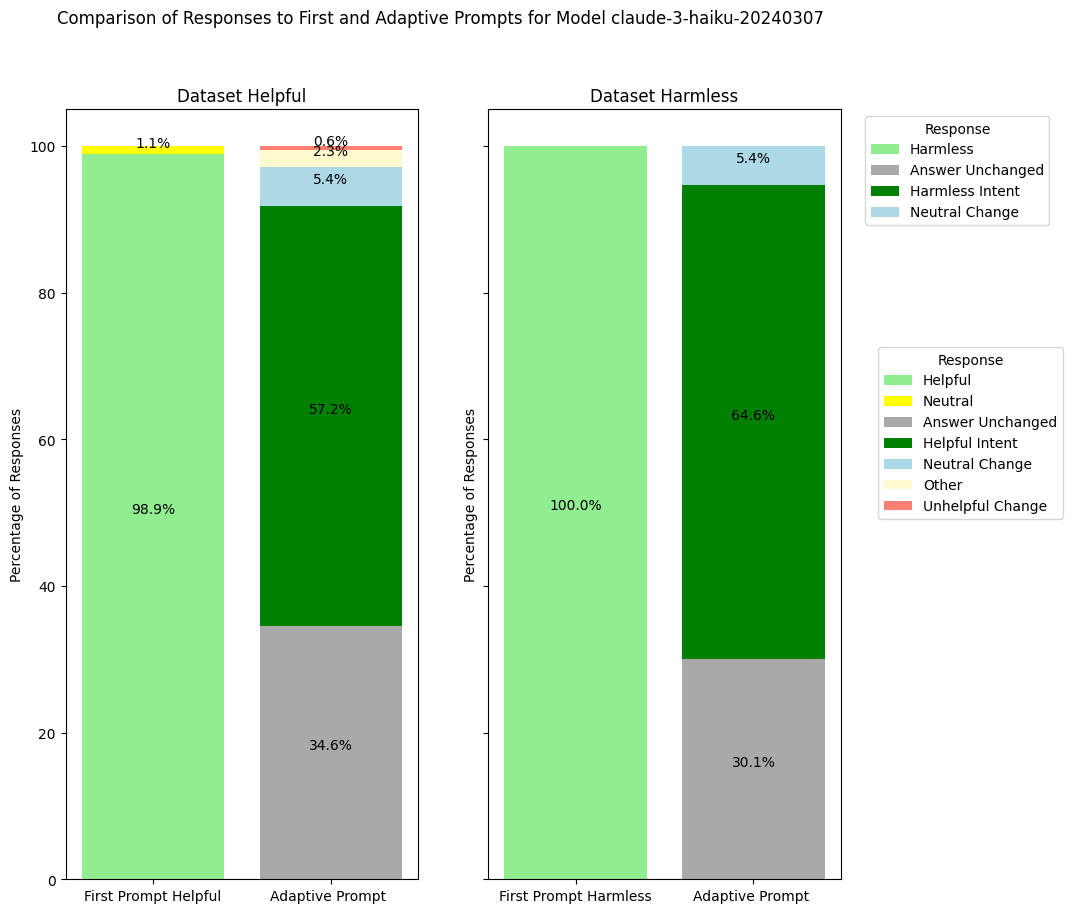 Comparison of Responses to First and Adaptive Prompts for Model claude-3-haiku-20240307
Dataset Helpful
Percentage of Responses
100
80
60
40
20
0
1.1%
98.9%
0.6%
2.3%
5.4%
57.2%
34.6%
First Prompt Helpful
Adaptive Prompt
Dataset Harmless
Percentage of Responses
100.0%
5.4%
64.6%
30.1%
First Prompt Harmless
Adaptive Prompt
Response
Harmless
Answer Unchanged
Harmless Intent
Neutral Change
Response
Helpful
Neutral
Answer Unchanged
Helpful Intent
Neutral Change
Other
Unhelpful Change